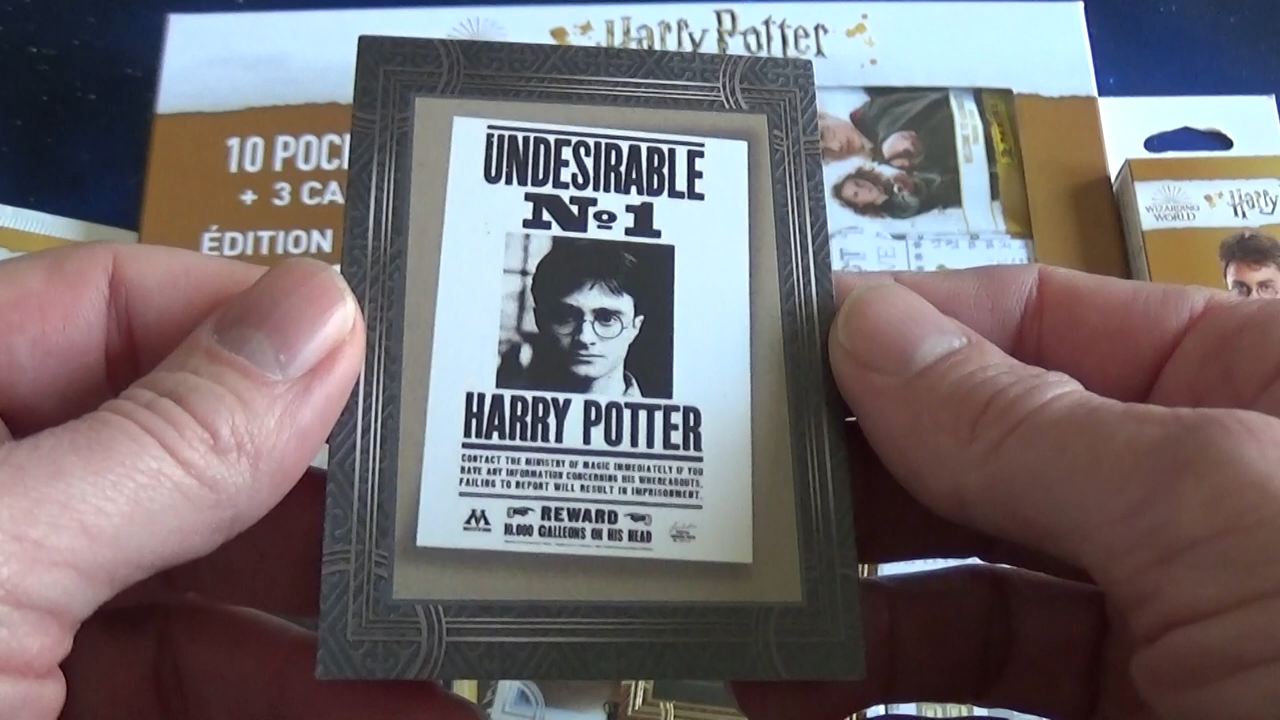 Harry Potter
10 POC
+ 3 CA
ÉDITION
UNDESIRABLE
Nº1
HARRY POTTER
CONTACT THE MINISTRY OF MAGIC IMMEDIATELY IF YOU
HAVE ANY INFORMATION CONCERNING HIS WHEREABOUTS.
FAILING TO REPORT WILL RESULT IN IMPRISONMENT.
REWARD
10.000 GALLEONS ON HIS HEAD
WIZARDING
WORLD
Harry